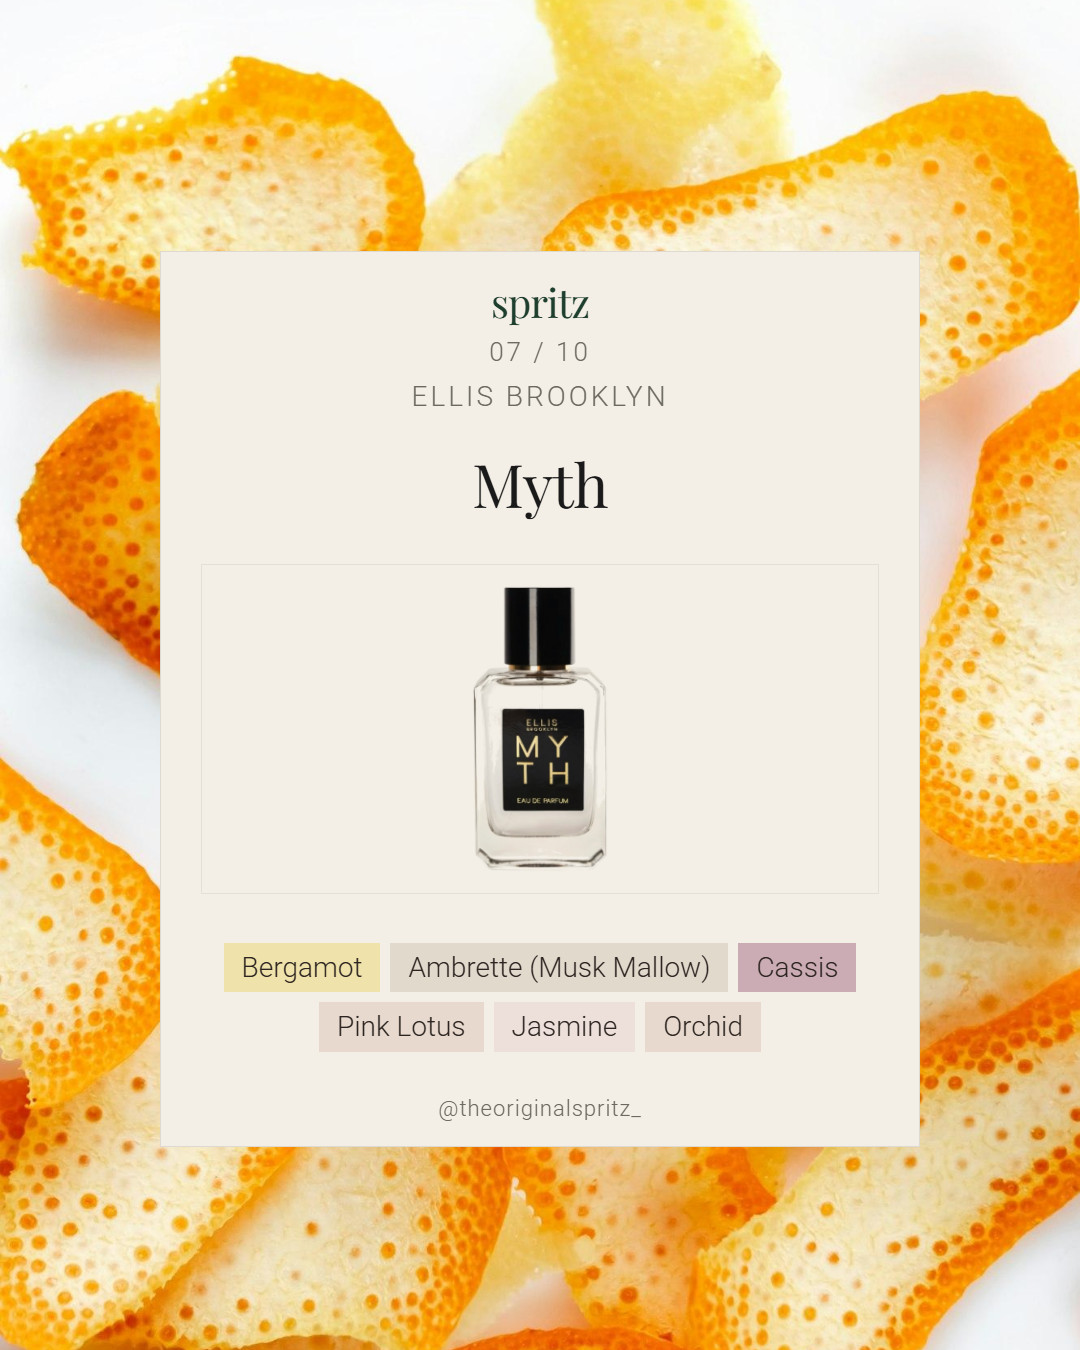 spritz
07 / 10
ELLIS BROOKLYN
Myth
ELLIS
BROOKLYN
MY
TH
EAU DE PARFUM
Bergamot
Ambrette (Musk Mallow)
Cassis
Pink Lotus
Jasmine
Orchid
@theoriginalspritz_